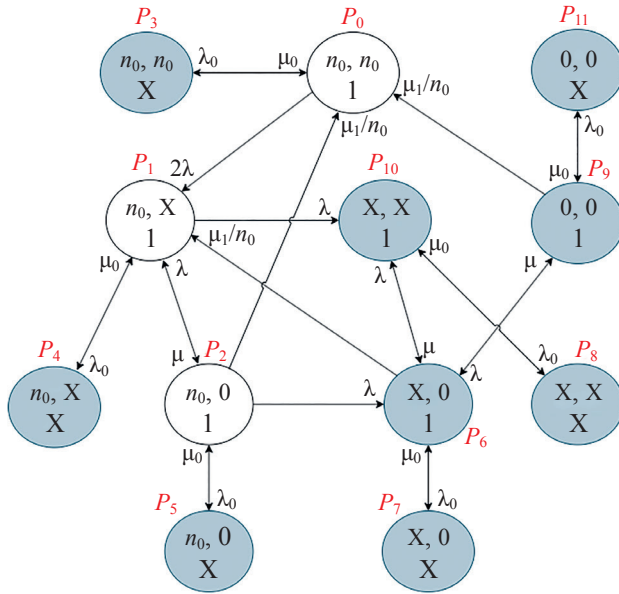 P₃
P₀
P₁₁
n₀, n₀
X
λ₀
μ₀
n₀, n₀
1
0, 0
X
μ₁/n₀
λ₀
μ₁/n₀
P₁
2λ
P₁₀
μ₀
P₉
n₀, X
1
λ
X, X
1
0, 0
1
μ₁/n₀
μ₀
μ₀
λ
λ
μ
P₄
λ₀
μ
P₂
μ
λ
λ₀
P₈
n₀, X
X
n₀, 0
1
λ
X, 0
1
X, X
X
P₆
μ₀
μ₀
P₅
λ₀
P₇
λ₀
n₀, 0
X
X, 0
X